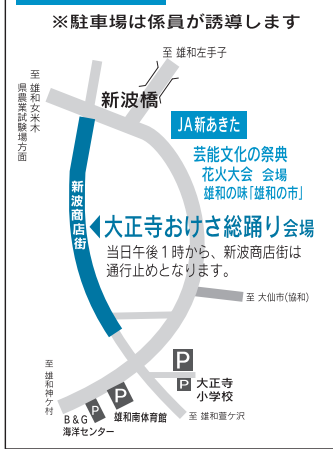 ※駐車場は係員が誘導します
至 雄和左手子
至 雄和女米木
県農業試験場方面
新波橋
JA新あきた
芸能文化の祭典
花火大会 会場
雄和の味「雄和の市」
新波商店街
大正寺おけさ総踊り会場
当日午後1時から、新波商店街は
通行止めとなります。
至 大仙市(協和)
P
P 大正寺
小学校
至 雄和神ケ村
P
P
B&G
海洋センター
雄和南体育館
至 雄和萱ケ沢